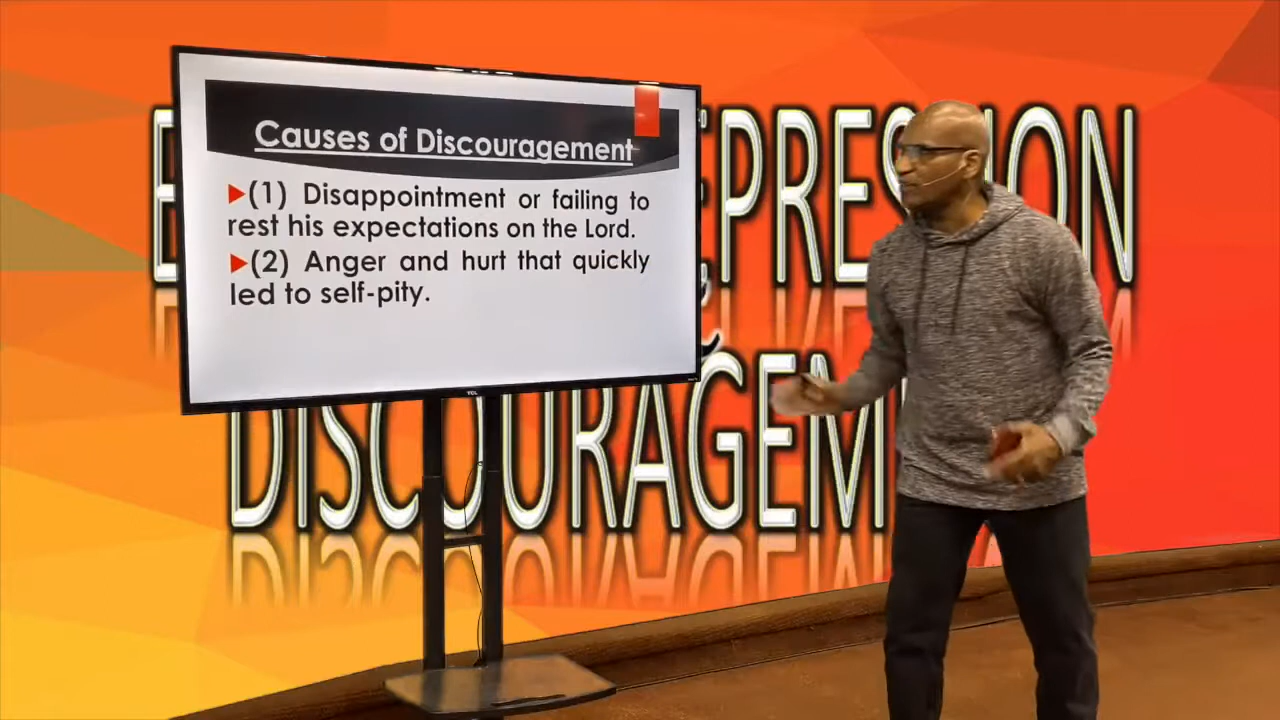 Causes of Discouragement
(1) Disappointment or failing to
rest his expectations on the Lord.
(2) Anger and hurt that quickly
led to self-pity.
TCL